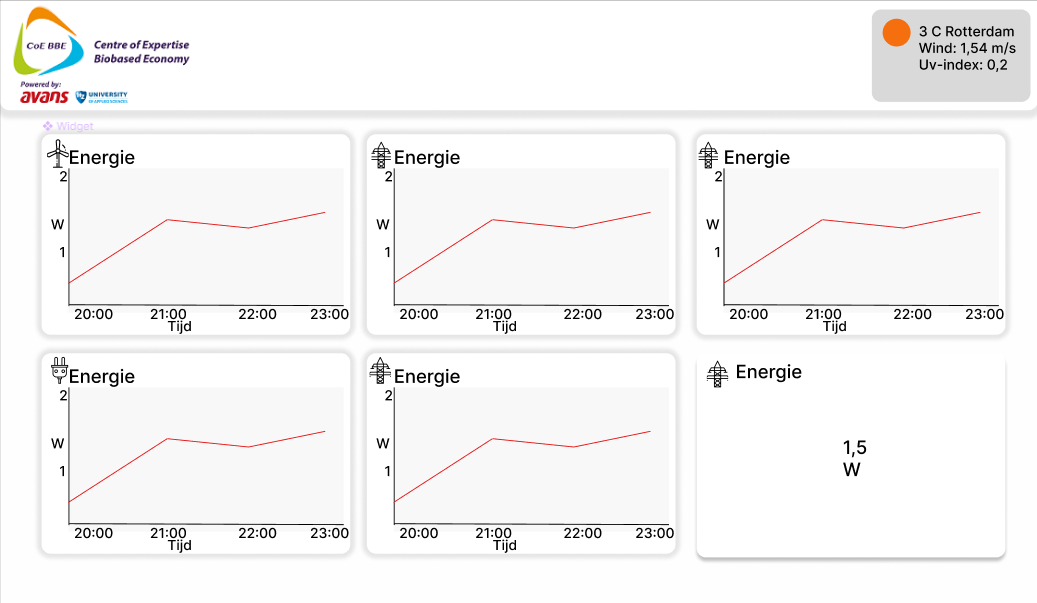 CoE BBE
Centre of Expertise
Biobased Economy
Powered by:
avans
UNIVERSITY
OF APPLIED SCIENCES
3 C Rotterdam
Wind: 1,54 m/s
Uv-index: 0,2
Widget
Energie
2
W
1
20:00 21:00 22:00 23:00
Tijd
Energie
2
W
1
20:00 21:00 22:00 23:00
Tijd
Energie
2
W
1
20:00 21:00 22:00 23:00
Tijd
Energie
2
W
1
20:00 21:00 22:00 23:00
Tijd
Energie
2
W
1
20:00 21:00 22:00 23:00
Tijd
Energie
1,5
W